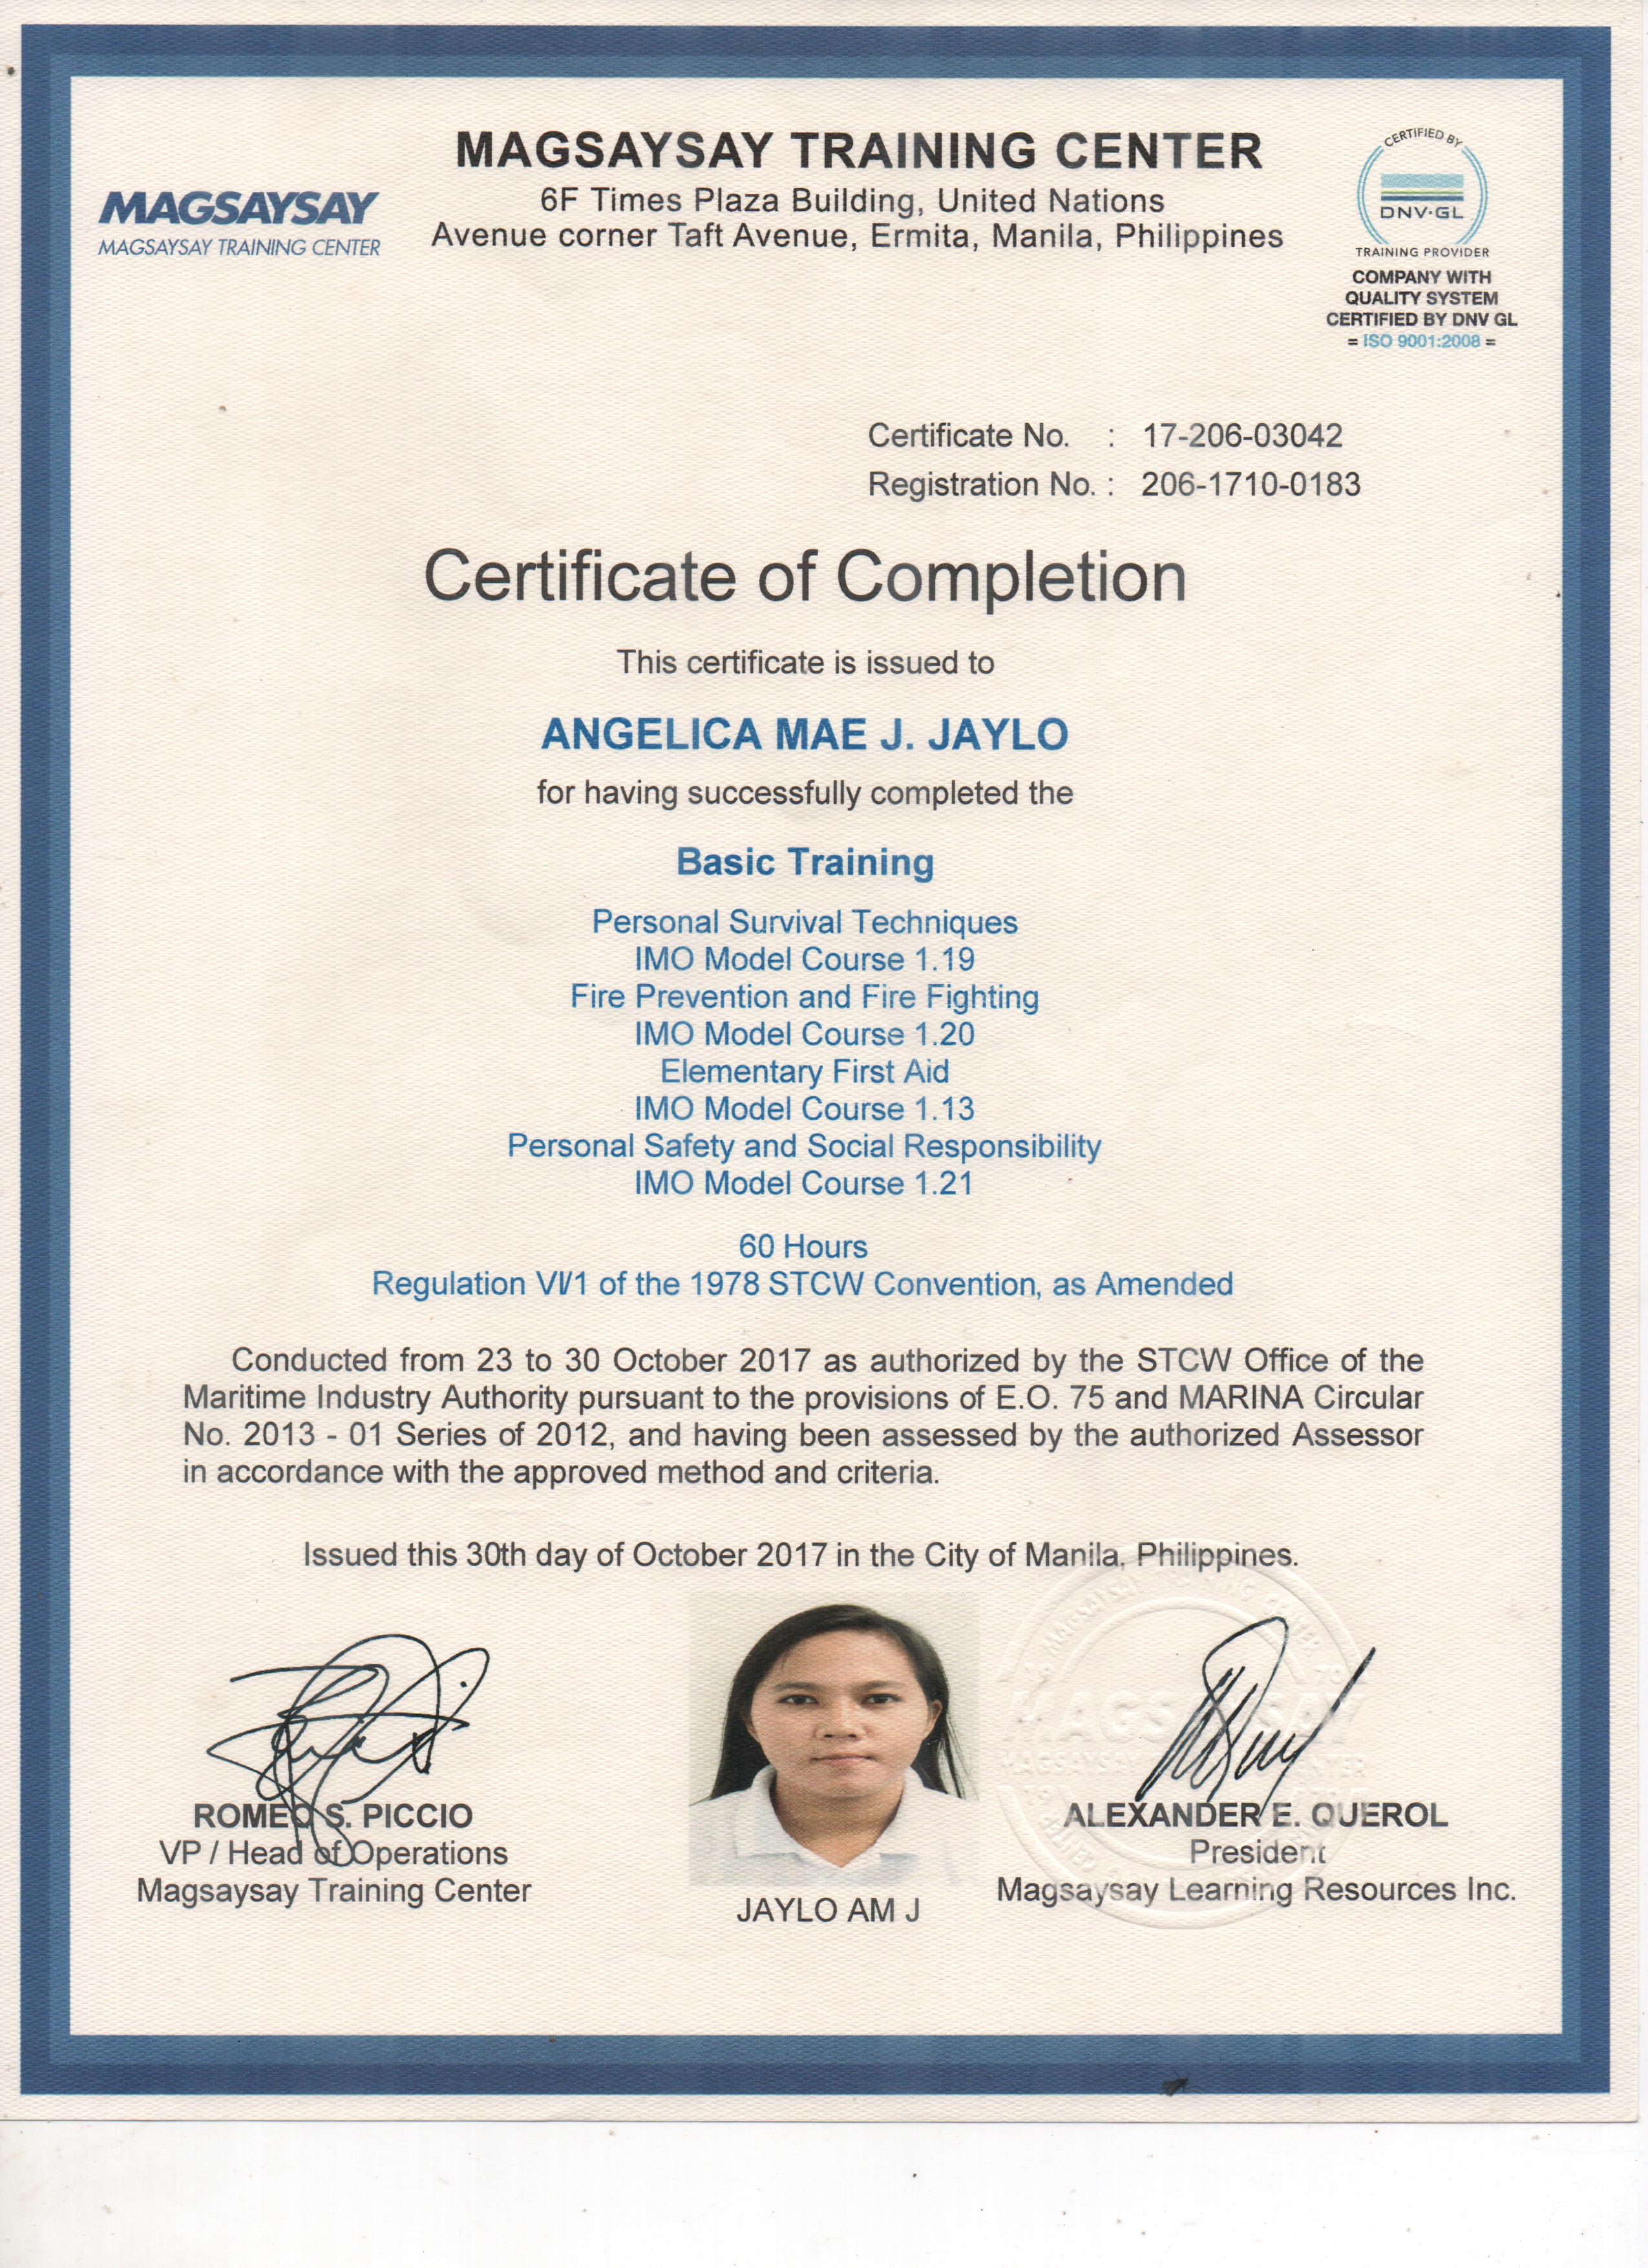 MAGSAYSAY TRAINING CENTER
6F Times Plaza Building, United Nations
Avenue corner Taft Avenue, Ermita, Manila, Philippines
MAGSAYSAY
MAGSAYSAY TRAINING CENTER
CERTIFIED BY
DNV·GL
TRAINING PROVIDER
COMPANY WITH
QUALITY SYSTEM
CERTIFIED BY DNV GL
= ISO 9001:2008 =
Certificate No. : 17-206-03042
Registration No. : 206-1710-0183
Certificate of Completion
This certificate is issued to
ANGELICA MAE J. JAYLO
for having successfully completed the
Basic Training
Personal Survival Techniques
IMO Model Course 1.19
Fire Prevention and Fire Fighting
IMO Model Course 1.20
Elementary First Aid
IMO Model Course 1.13
Personal Safety and Social Responsibility
IMO Model Course 1.21
60 Hours
Regulation VI/1 of the 1978 STCW Convention, as Amended
Conducted from 23 to 30 October 2017 as authorized by the STCW Office of the
Maritime Industry Authority pursuant to the provisions of E.O. 75 and MARINA Circular
No. 2013 - 01 Series of 2012, and having been assessed by the authorized Assessor
in accordance with the approved method and criteria.
Issued this 30th day of October 2017 in the City of Manila, Philippines.
ROMEO S. PICCIO
VP / Head of Operations
Magsaysay Training Center
JAYLO AM J
MAGSAYSAY
ALEXANDER E. QUEROL
President
Magsaysay Learning Resources Inc.